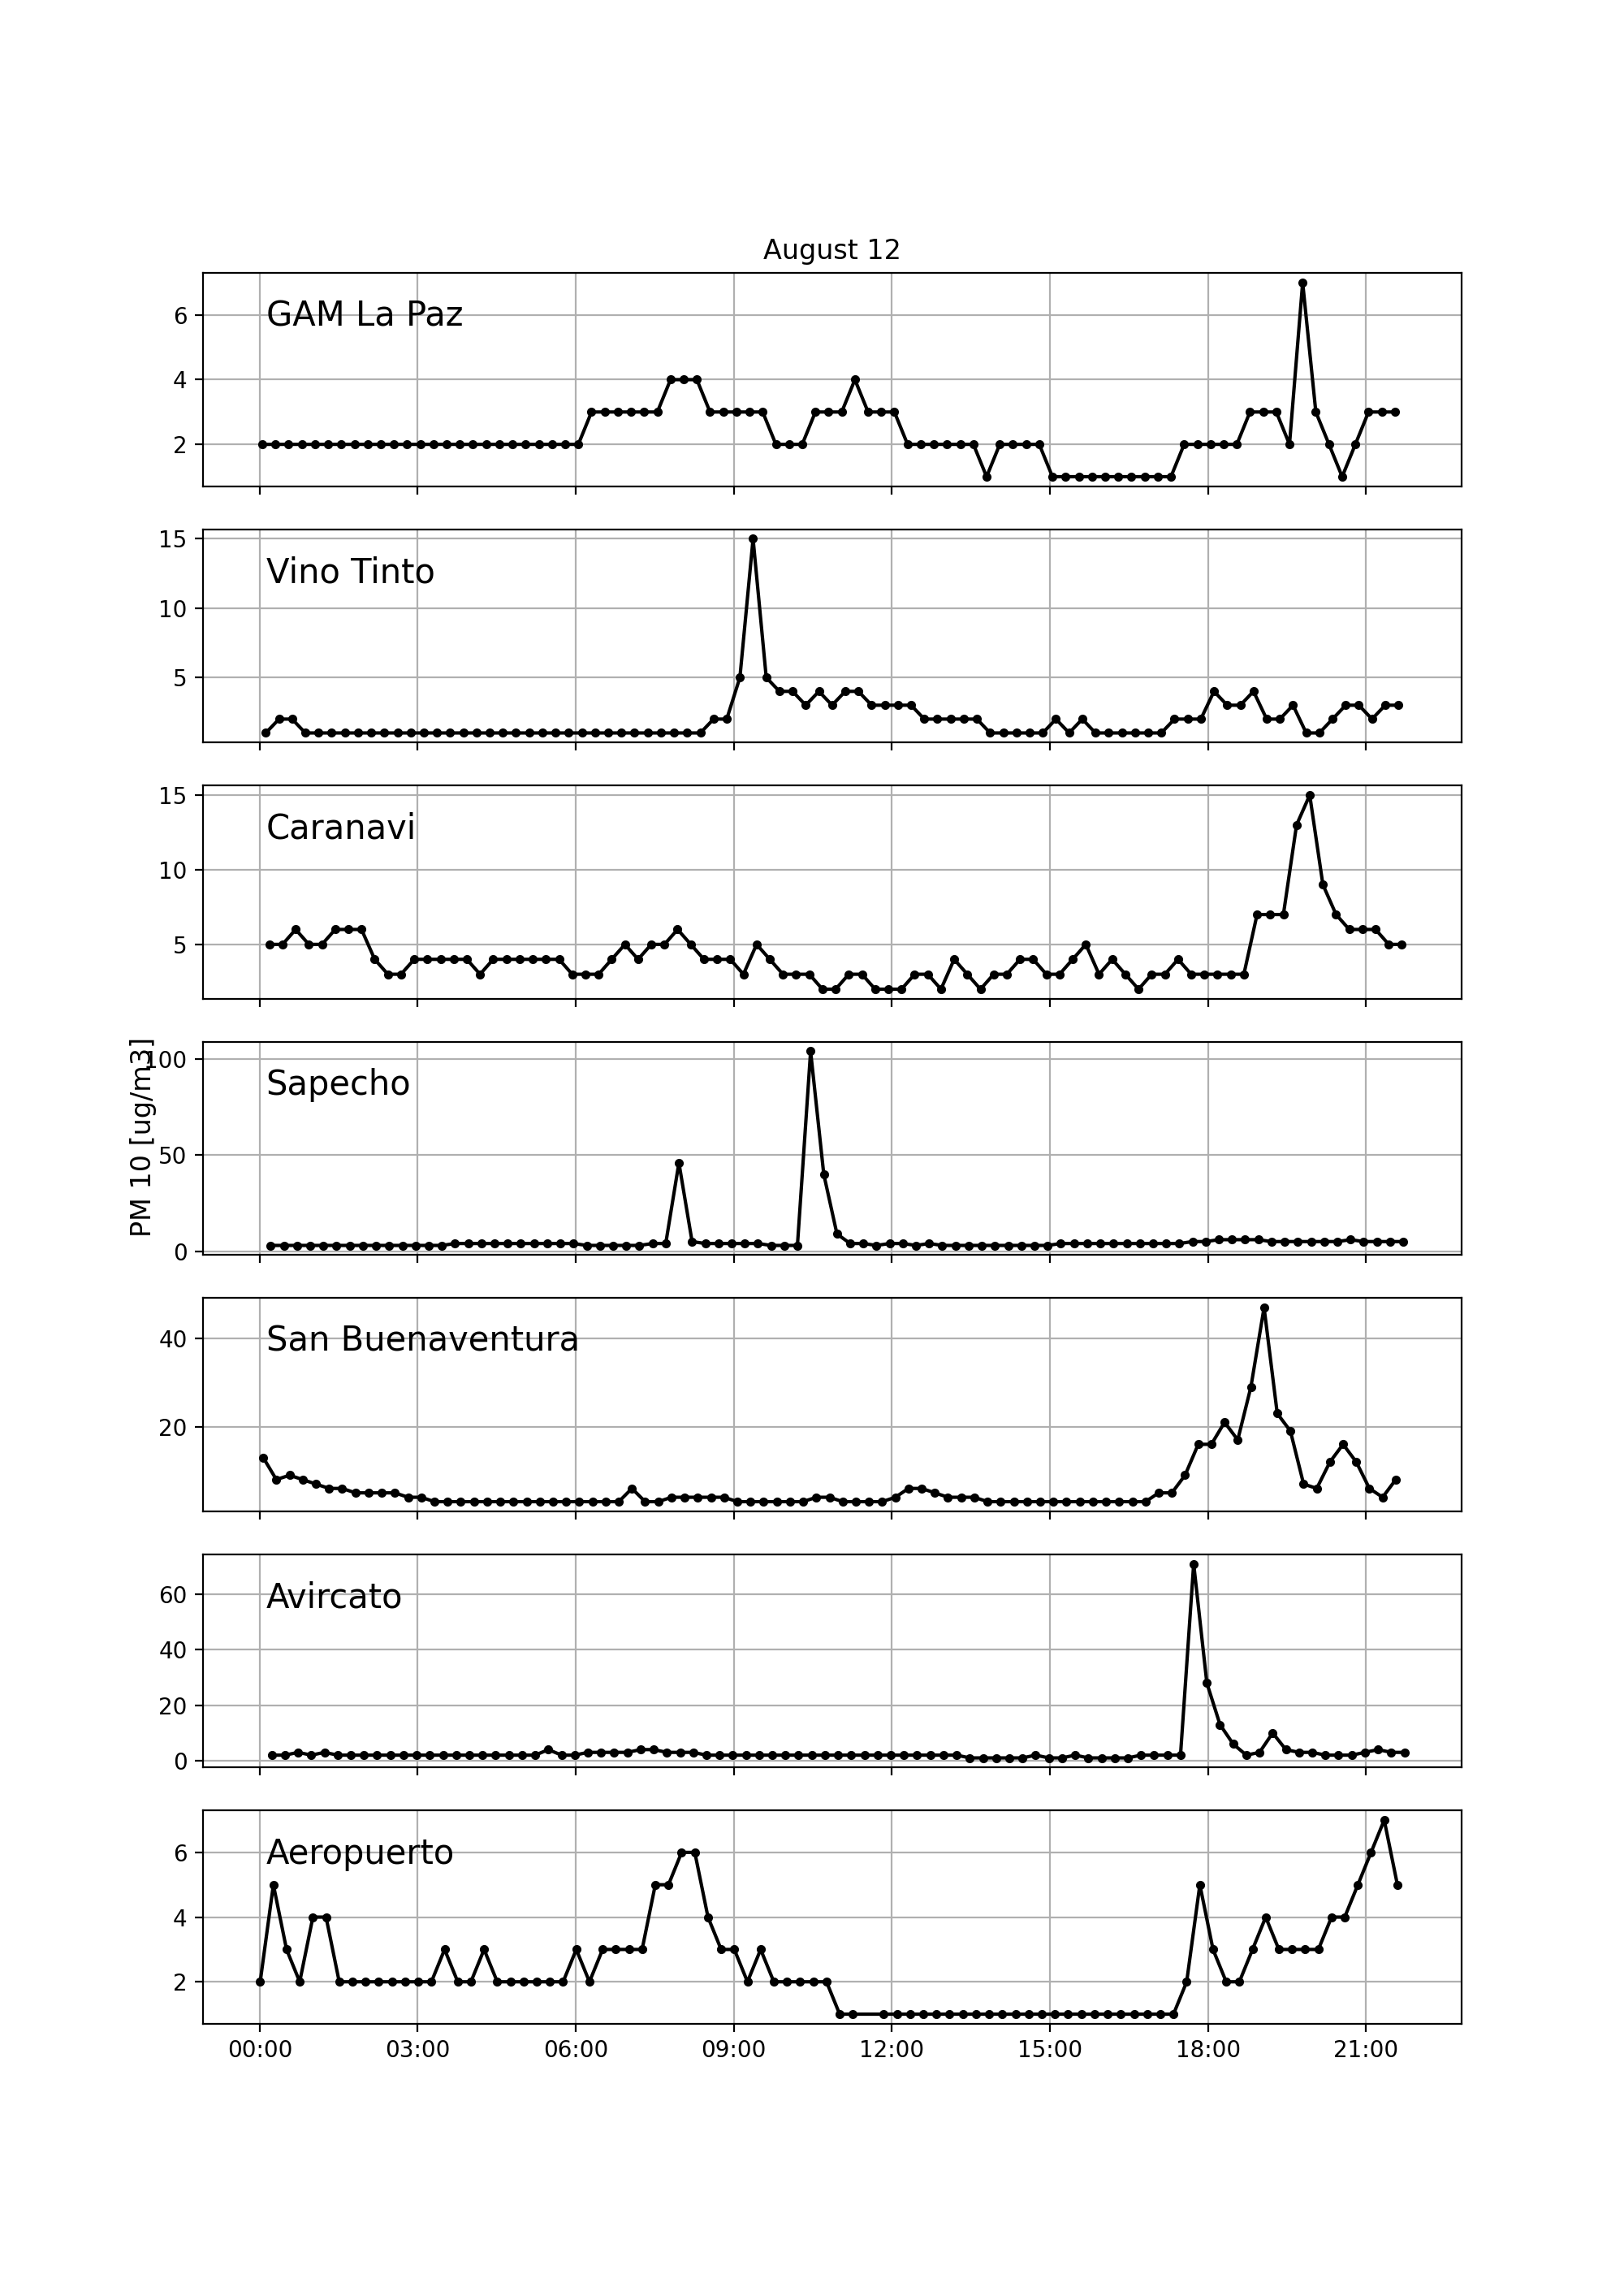 August 12
GAM La Paz
6
4
2
Vino Tinto
15
10
5
Caranavi
15
10
5
PM 10 [ug/m3]
Sapecho
100
50
0
San Buenaventura
40
20
Avircato
60
40
20
0
Aeropuerto
6
4
2
00:00 03:00 06:00 09:00 12:00 15:00 18:00 21:00